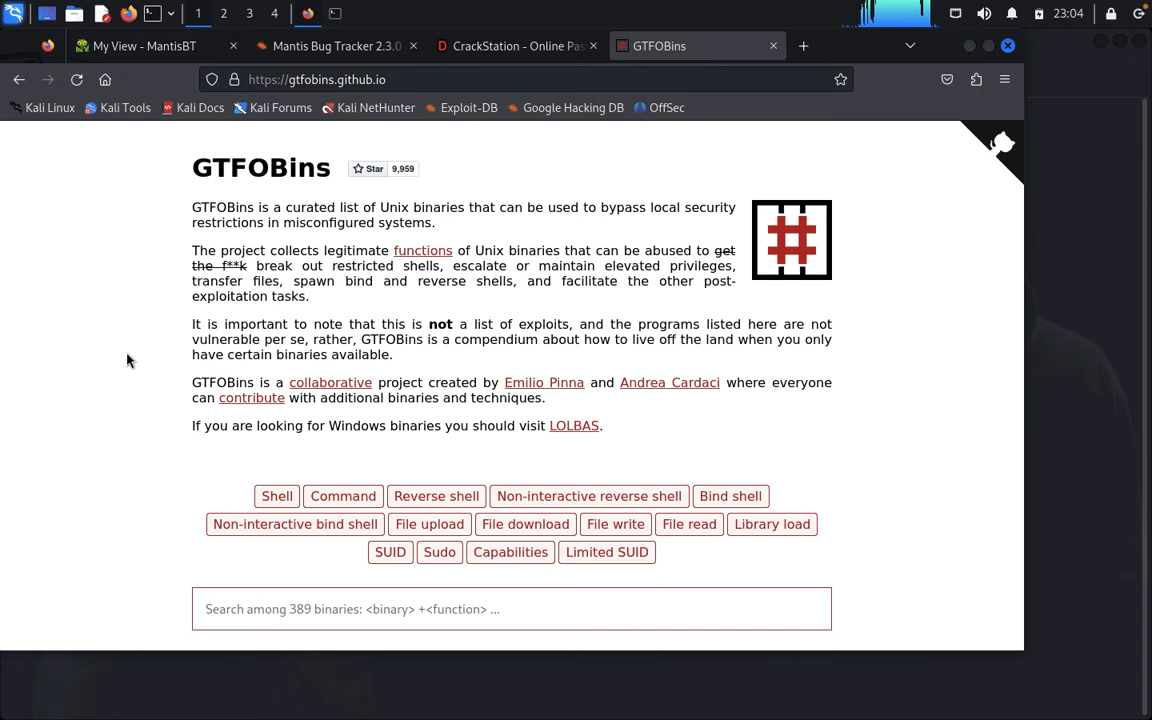 1 2 3 4 23:04
My View - MantisBT Mantis Bug Tracker 2.3.0 CrackStation - Online Pas GTFOBins
https://gtfobins.github.io
Kali Linux Kali Tools Kali Docs Kali Forums Kali NetHunter Exploit-DB Google Hacking DB OffSec
GTFOBins Star 9,959
GTFOBins is a curated list of Unix binaries that can be used to bypass local security
restrictions in misconfigured systems.
The project collects legitimate functions of Unix binaries that can be abused to get
the f**k break out restricted shells, escalate or maintain elevated privileges,
transfer files, spawn bind and reverse shells, and facilitate the other post-
exploitation tasks.
It is important to note that this is not a list of exploits, and the programs listed here are not
vulnerable per se, rather, GTFOBins is a compendium about how to live off the land when you only
have certain binaries available.
GTFOBins is a collaborative project created by Emilio Pinna and Andrea Cardaci where everyone
can contribute with additional binaries and techniques.
If you are looking for Windows binaries you should visit LOLBAS.
Shell Command Reverse shell Non-interactive reverse shell Bind shell
Non-interactive bind shell File upload File download File write File read Library load
SUID Sudo Capabilities Limited SUID
Search among 389 binaries: <binary> +<function> ...